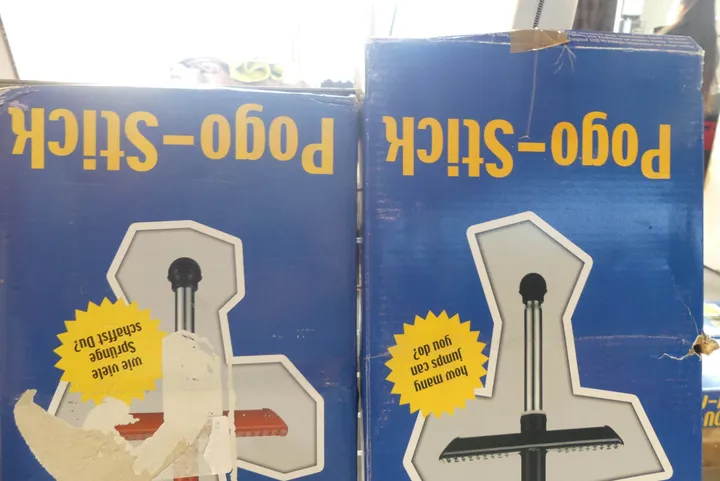 Pogo-Stick
wie viele
Sprünge
schaffst Du?
Pogo-Stick
how many
jumps can
you do?